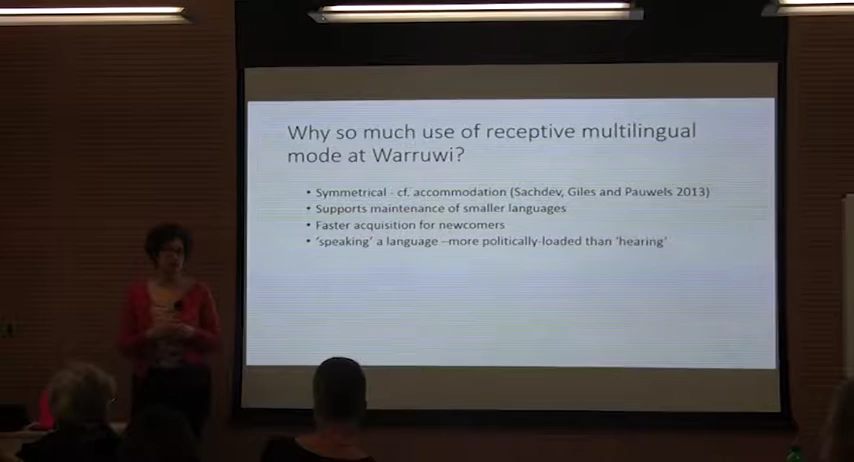 Why so much use of receptive multilingual
mode at Warruwi?
• Symmetrical - cf. accommodation (Sachdev, Giles and Pauwels 2013)
• Supports maintenance of smaller languages
• Faster acquisition for newcomers
• ‘speaking’ a language –more politically-loaded than ‘hearing’